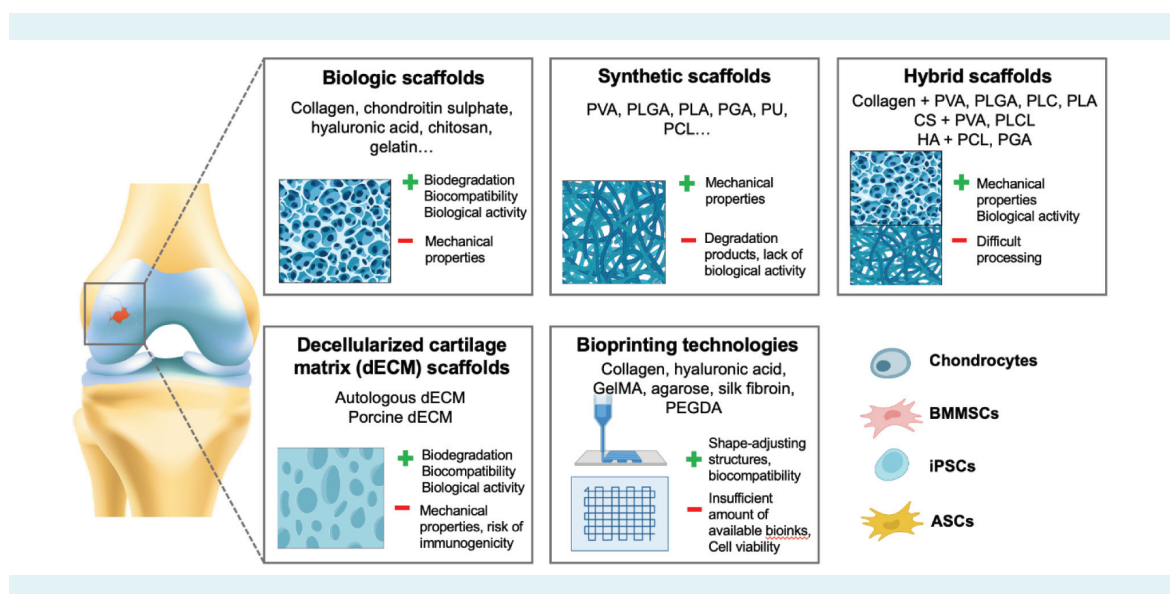 Biologic scaffolds
Collagen, chondroitin sulphate,
hyaluronic acid, chitosan,
gelatin…
+ Biodegradation
Biocompatibility
Biological activity
− Mechanical
properties
Synthetic scaffolds
PVA, PLGA, PLA, PGA, PU,
PCL…
+ Mechanical
properties
− Degradation
products, lack of
biological activity
Hybrid scaffolds
Collagen + PVA, PLGA, PLC, PLA
CS + PVA, PLCL
HA + PCL, PGA
+ Mechanical
properties
Biological activity
− Difficult
processing
Decellularized cartilage
matrix (dECM) scaffolds
Autologous dECM
Porcine dECM
+ Biodegradation
Biocompatibility
Biological activity
− Mechanical
properties, risk of
immunogenicity
Bioprinting technologies
Collagen, hyaluronic acid,
GelMA, agarose, silk fibroin,
PEGDA
+ Shape-adjusting
structures,
biocompatibility
− Insufficient
amount of
available bioinks,
Cell viability
Chondrocytes
BMMSCs
iPSCs
ASCs